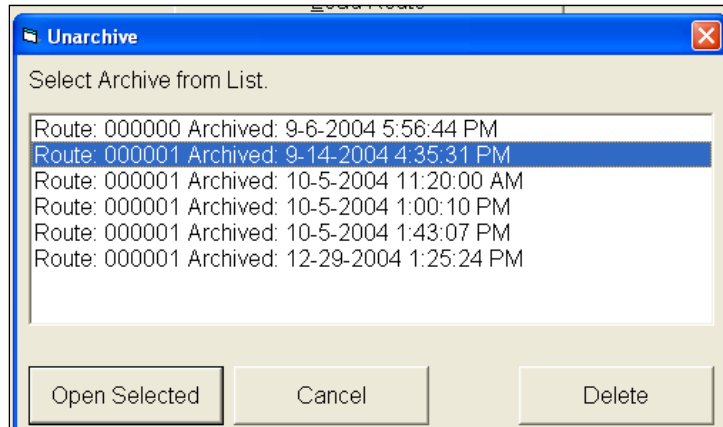 Load Route
Unarchive
Select Archive from List.
Route: 000000 Archived: 9-6-2004 5:56:44 PM
Route: 000001 Archived: 9-14-2004 4:35:31 PM
Route: 000001 Archived: 10-5-2004 11:20:00 AM
Route: 000001 Archived: 10-5-2004 1:00:10 PM
Route: 000001 Archived: 10-5-2004 1:43:07 PM
Route: 000001 Archived: 12-29-2004 1:25:24 PM
Open Selected Cancel Delete